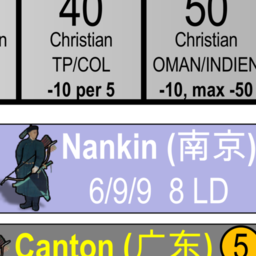 40
50
Christian
Christian
TP/COL
OMAN/INDIEN
-10 per 5
-10, max -50
Nankin (南京)
6/9/9 8 LD
Canton (广东) 5